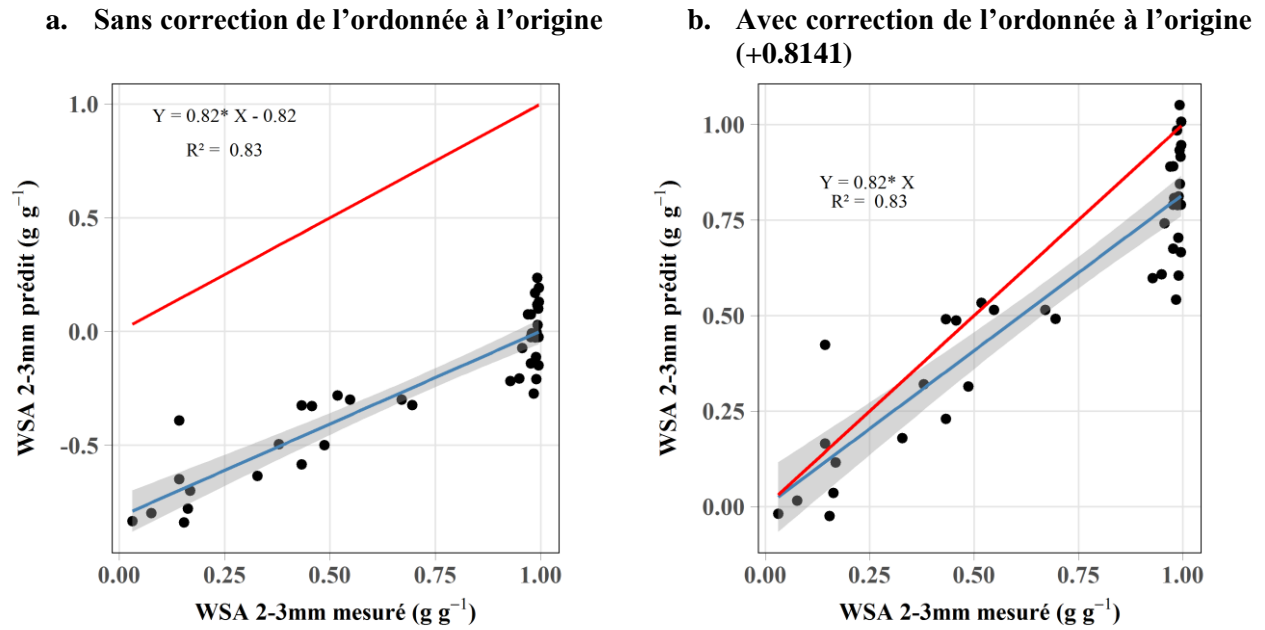 a. Sans correction de l’ordonnée à l’origine
b. Avec correction de l’ordonnée à l’origine
(+0.8141)
Y = 0.82* X - 0.82
R² = 0.83
1.0
0.5
0.0
-0.5
0.00 0.25 0.50 0.75 1.00
WSA 2-3mm mesuré (g g⁻¹)
WSA 2-3mm prédit (g g⁻¹)
Y = 0.82* X
R² = 0.83
1.00
0.75
0.50
0.25
0.00
0.00 0.25 0.50 0.75 1.00
WSA 2-3mm mesuré (g g⁻¹)
WSA 2-3mm prédit (g g⁻¹)